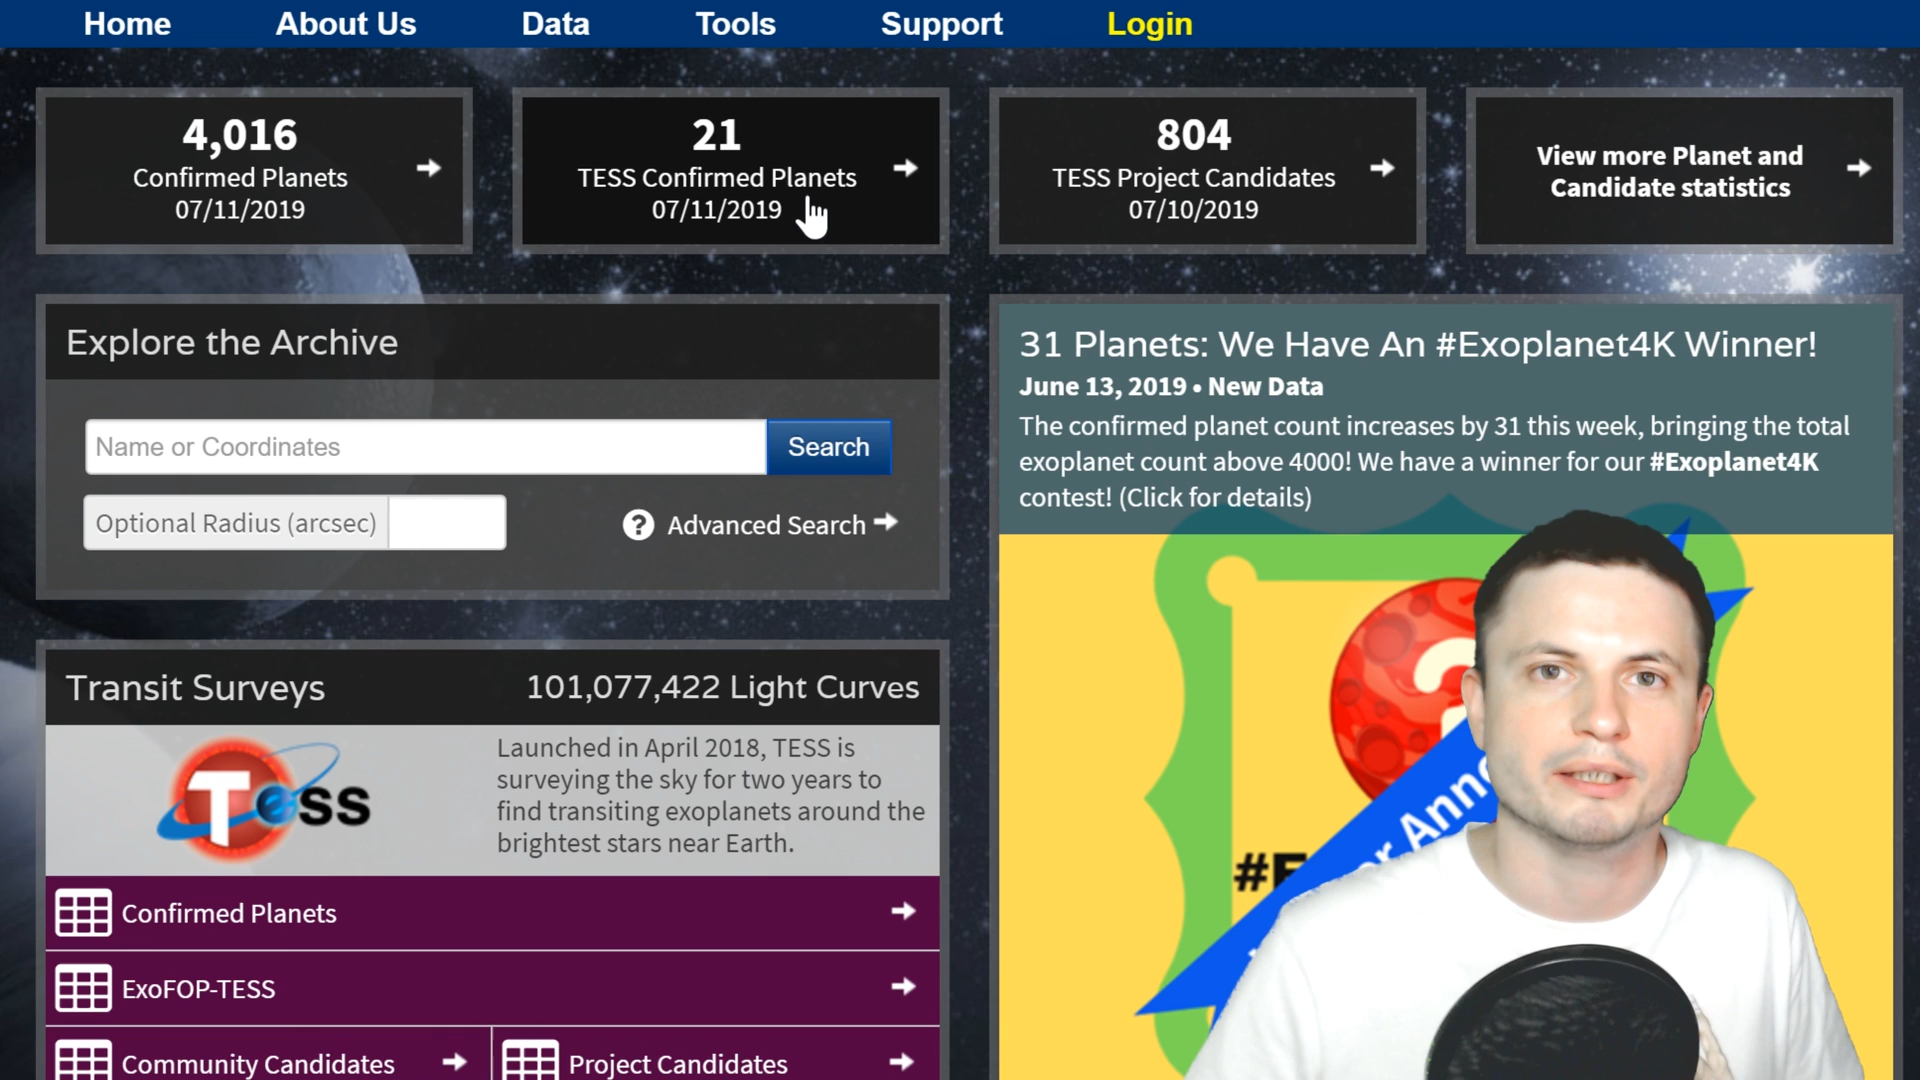 Home About Us Data Tools Support Login
4,016
Confirmed Planets
07/11/2019
21
TESS Confirmed Planets
07/11/2019
804
TESS Project Candidates
07/10/2019
View more Planet and
Candidate statistics
Explore the Archive
Name or Coordinates Search
Optional Radius (arcsec)
? Advanced Search
Transit Surveys 101,077,422 Light Curves
Tess
Launched in April 2018, TESS is
surveying the sky for two years to
find transiting exoplanets around the
brightest stars near Earth.
Confirmed Planets
ExoFOP-TESS
Community Candidates
Project Candidates
31 Planets: We Have An #Exoplanet4K Winner!
June 13, 2019 • New Data
The confirmed planet count increases by 31 this week, bringing the total
exoplanet count above 4000! We have a winner for our #Exoplanet4K
contest! (Click for details)
?
#E